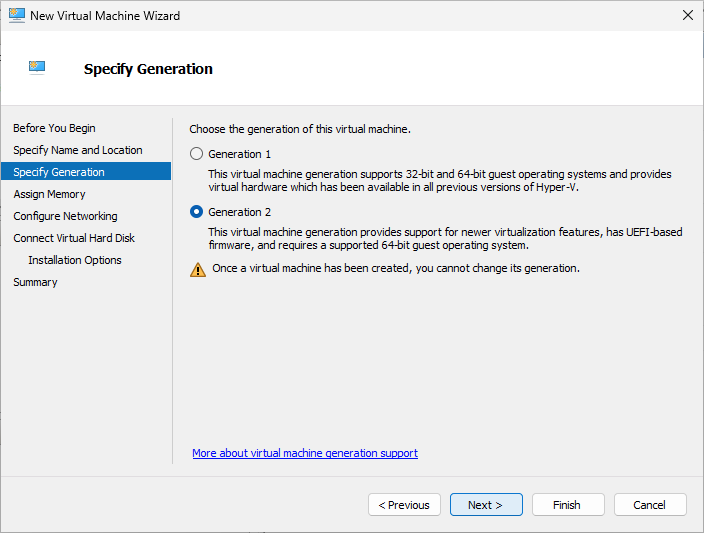 New Virtual Machine Wizard
Specify Generation
Before You Begin
Specify Name and Location
Specify Generation
Assign Memory
Configure Networking
Connect Virtual Hard Disk
Installation Options
Summary
Choose the generation of this virtual machine.
Generation 1
This virtual machine generation supports 32-bit and 64-bit guest operating systems and provides
virtual hardware which has been available in all previous versions of Hyper-V.
Generation 2
This virtual machine generation provides support for newer virtualization features, has UEFI-based
firmware, and requires a supported 64-bit guest operating system.
Once a virtual machine has been created, you cannot change its generation.
More about virtual machine generation support
< Previous
Next >
Finish
Cancel